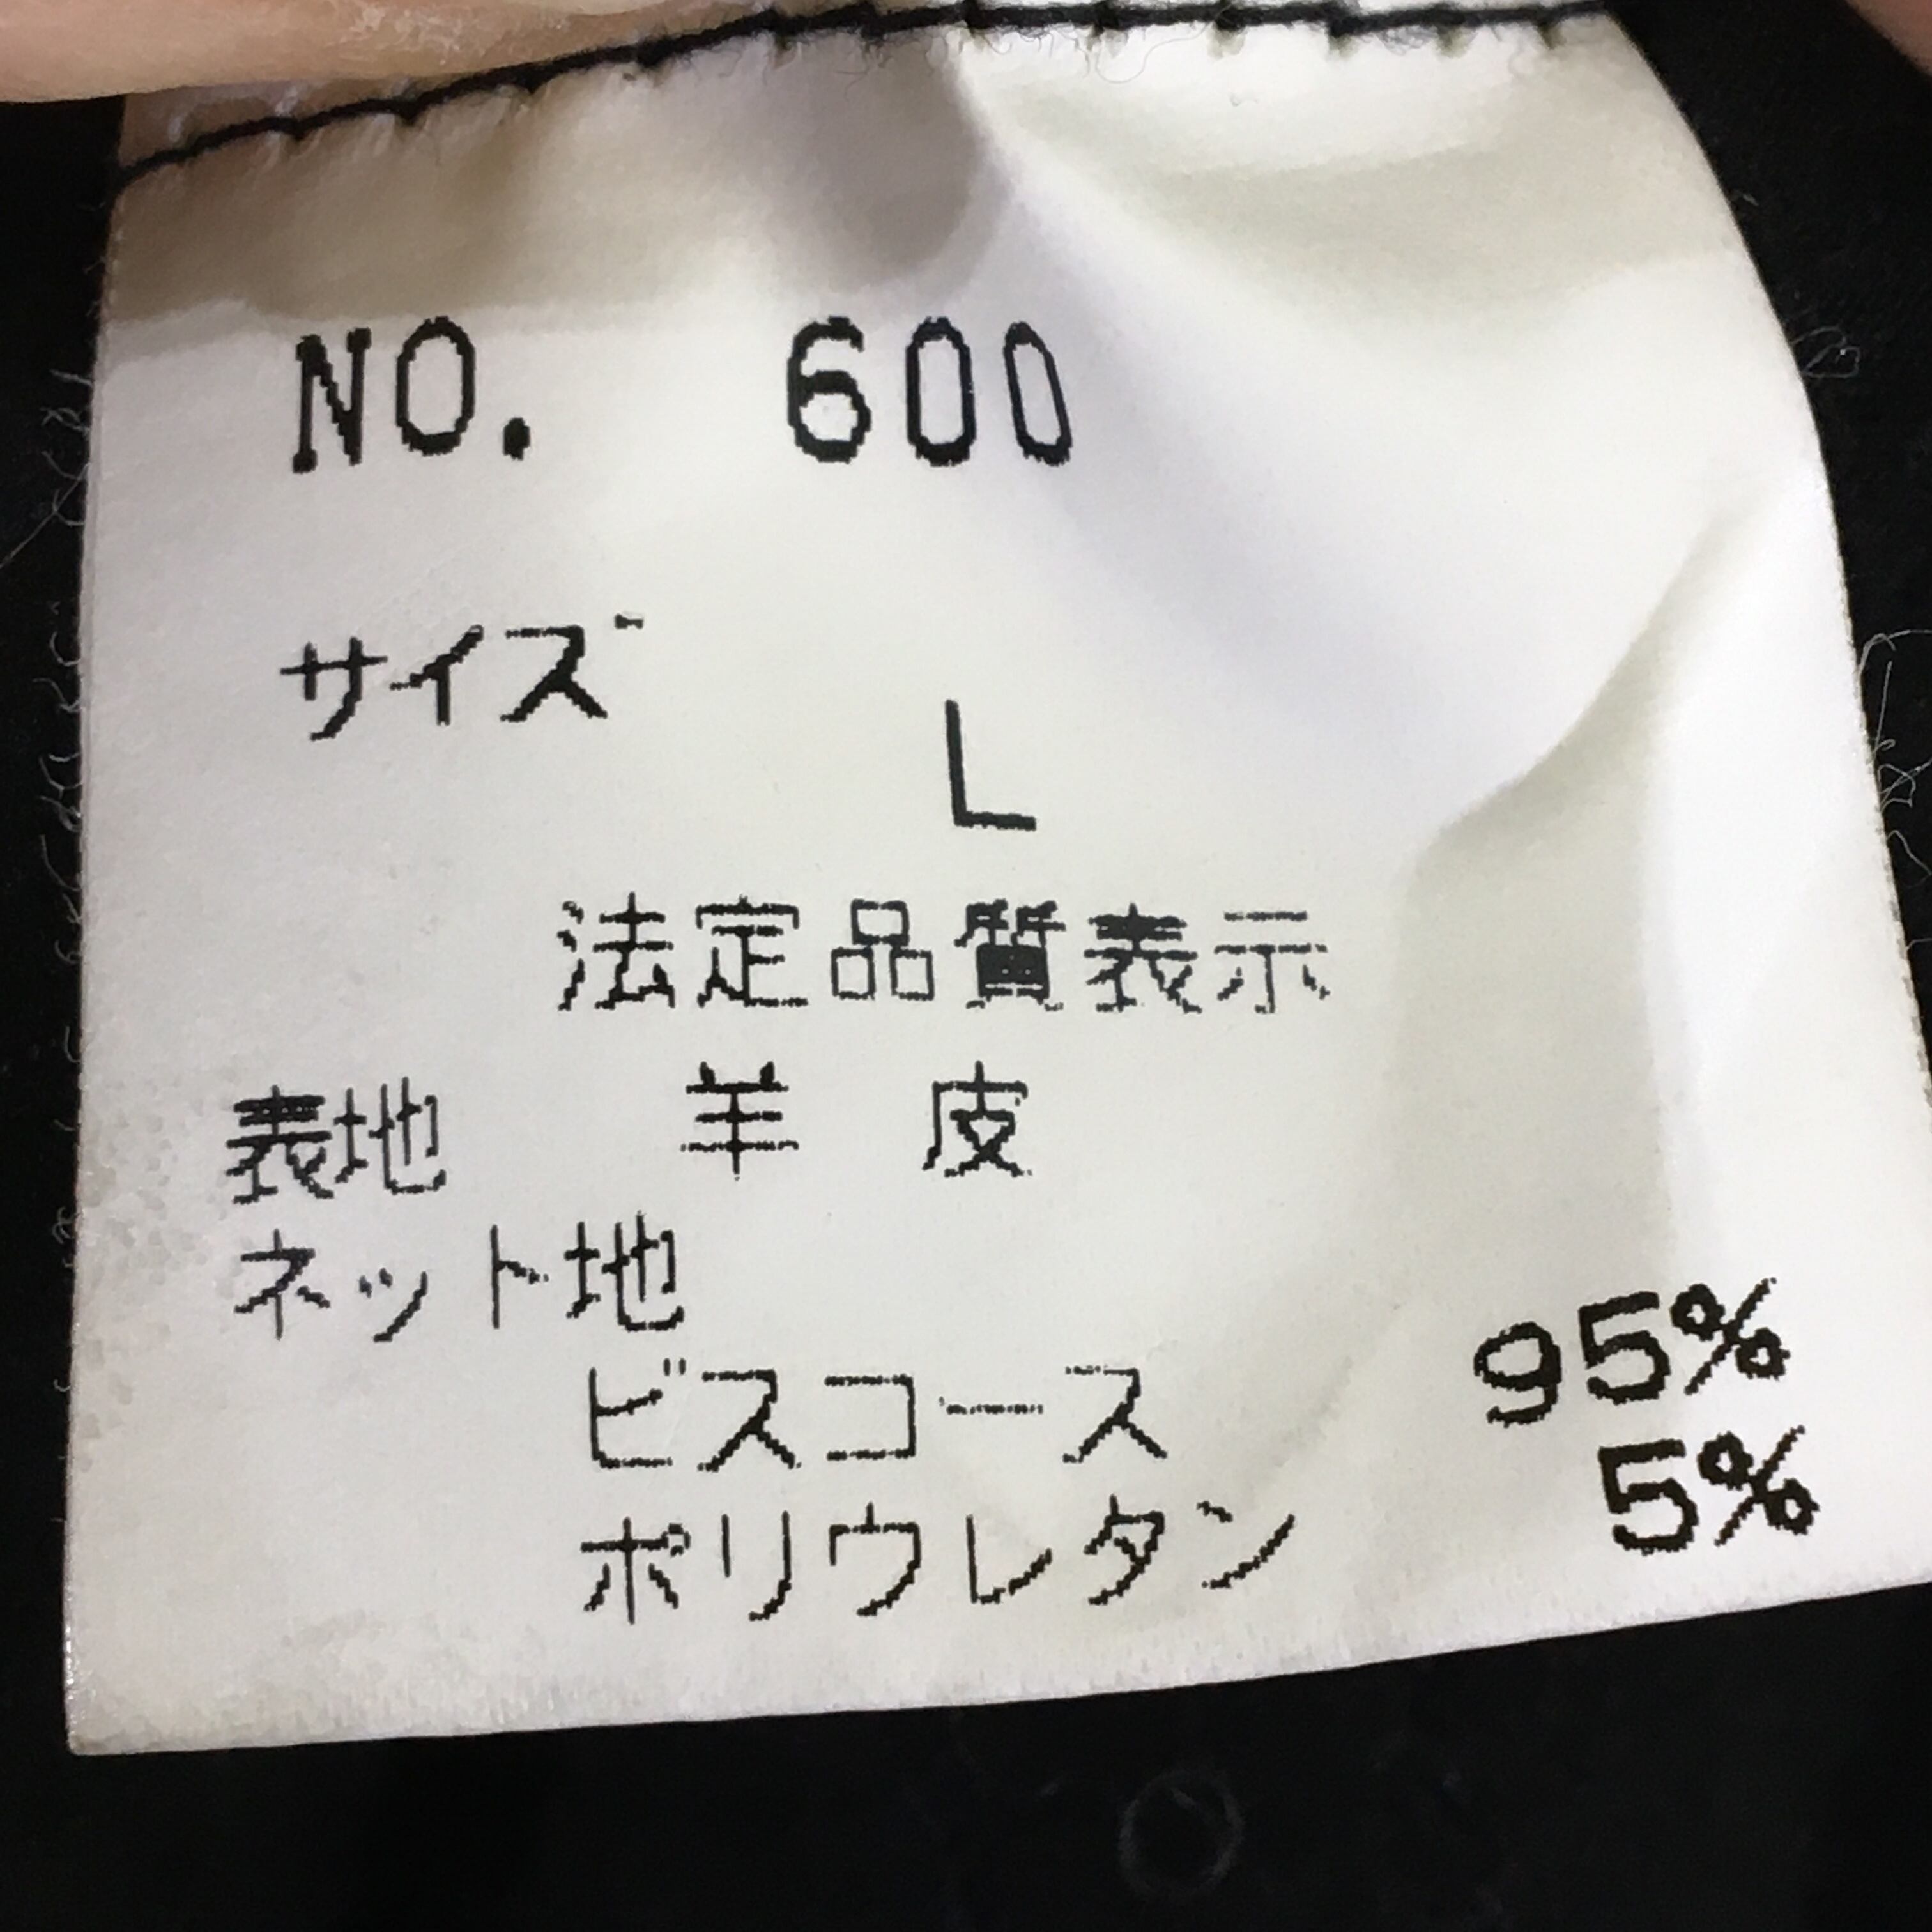 NO. 600
サイズ
L
法定品質表示
表地 羊 皮
ネット地
ビスコース 95%
ポリウレタン 5%